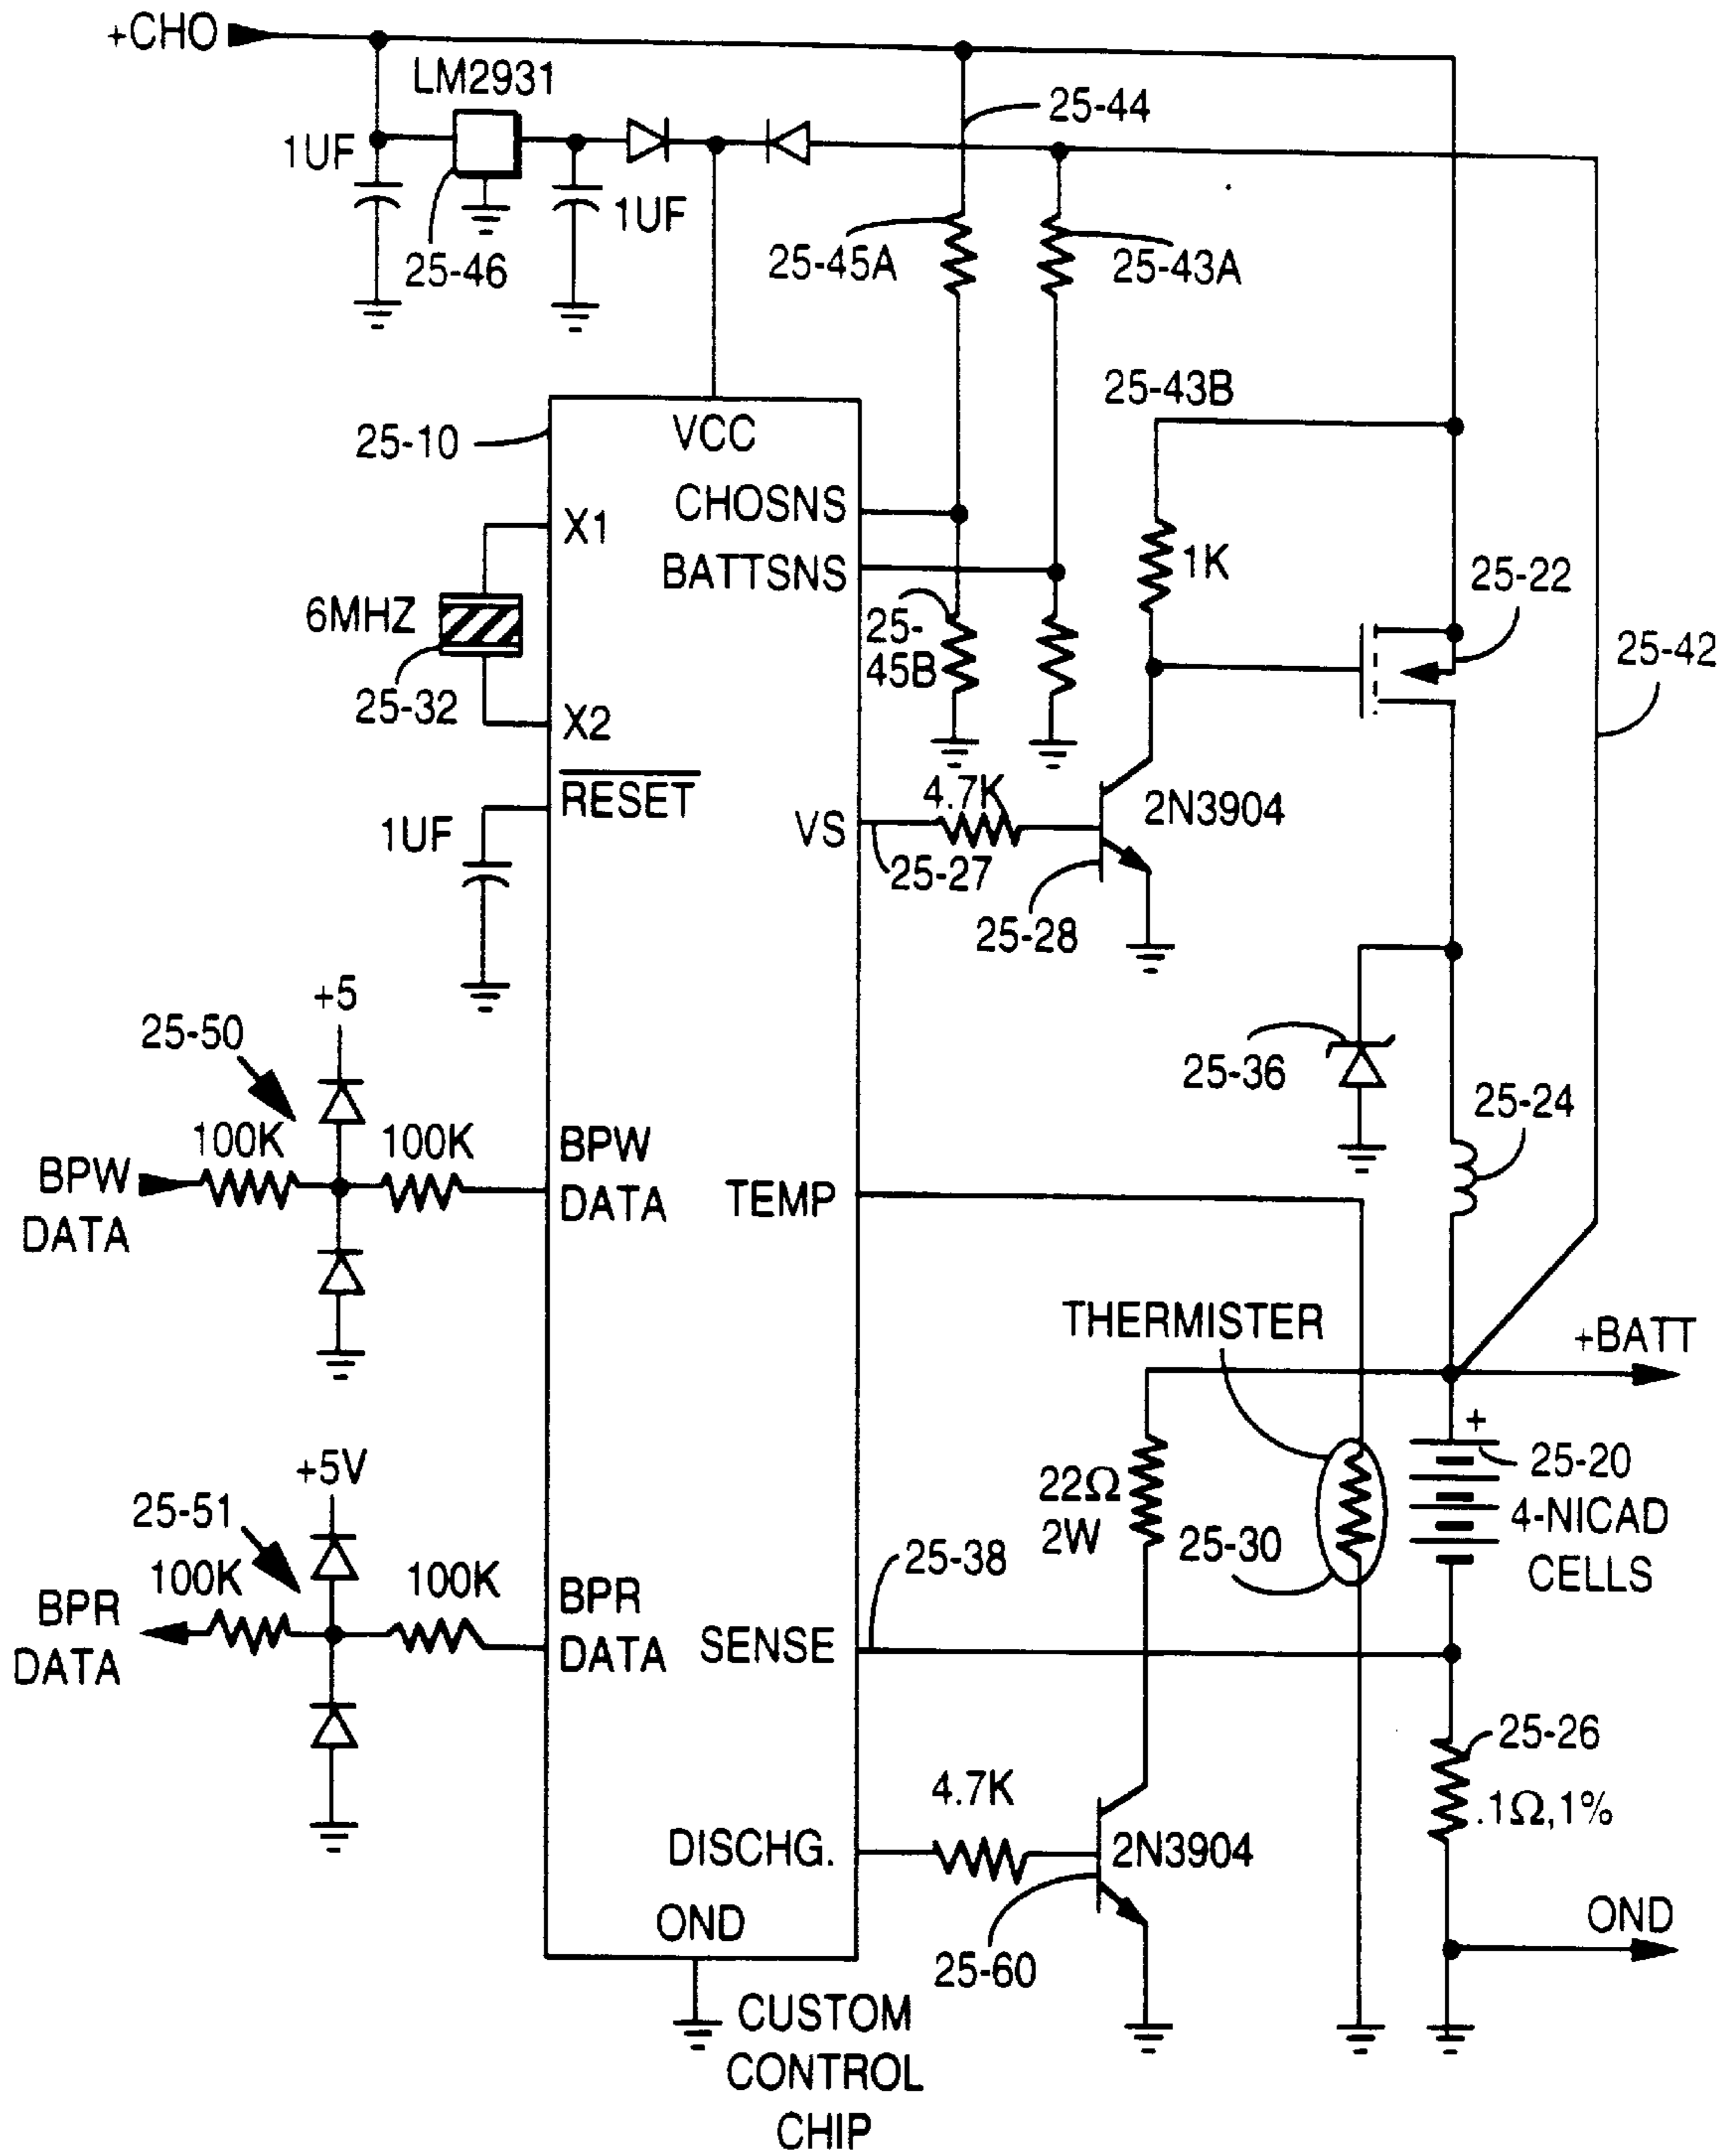 +CHO
LM2931
25-44
1UF
1UF
25-46
25-45A
25-43A
25-43B
25-10
VCC
CHOSNS
X1
BATTSNS
1K
25-22
6MHZ
25-
45B
25-42
25-32
X2
RESET
4.7K
2N3904
1UF
VS
25-27
25-28
+5
25-50
25-36
25-24
100K
100K
BPW
DATA
BPW
DATA
TEMP
THERMISTER
+BATT
+
25-20
4-NICAD
CELLS
22Ω
2W
25-30
+5V
25-51
25-38
100K
100K
BPR
DATA
BPR
DATA
SENSE
25-26
.1Ω,1%
4.7K
DISCHG.
2N3904
OND
OND
25-60
CUSTOM
CONTROL
CHIP